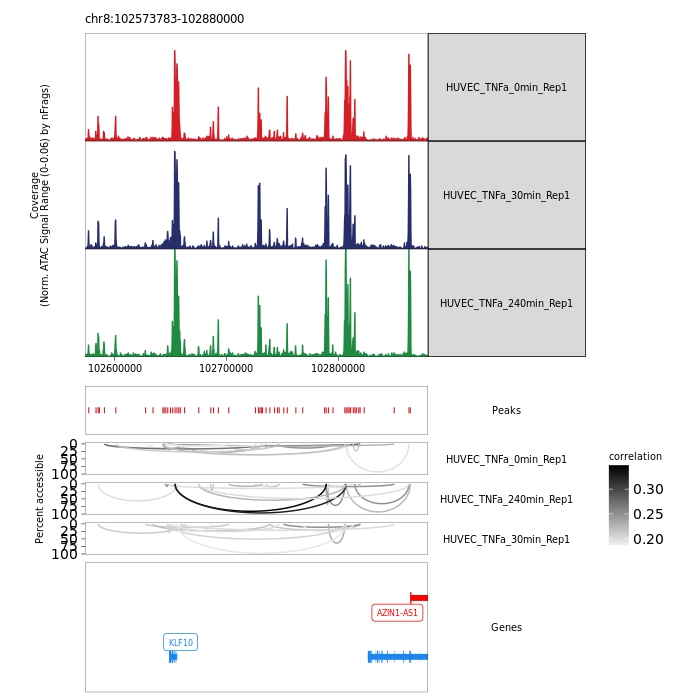 chr8:102573783-102880000
Coverage
(Norm. ATAC Signal Range (0-0.06) by nFrags)
HUVEC_TNFa_0min_Rep1
HUVEC_TNFa_30min_Rep1
HUVEC_TNFa_240min_Rep1
102600000 102700000 102800000
Peaks
Percent accessible
0
25
50
75
100
HUVEC_TNFa_0min_Rep1
0
25
50
75
100
HUVEC_TNFa_240min_Rep1
0
25
50
75
100
HUVEC_TNFa_30min_Rep1
correlation
0.30
0.25
0.20
AZIN1-AS1
KLF10
Genes